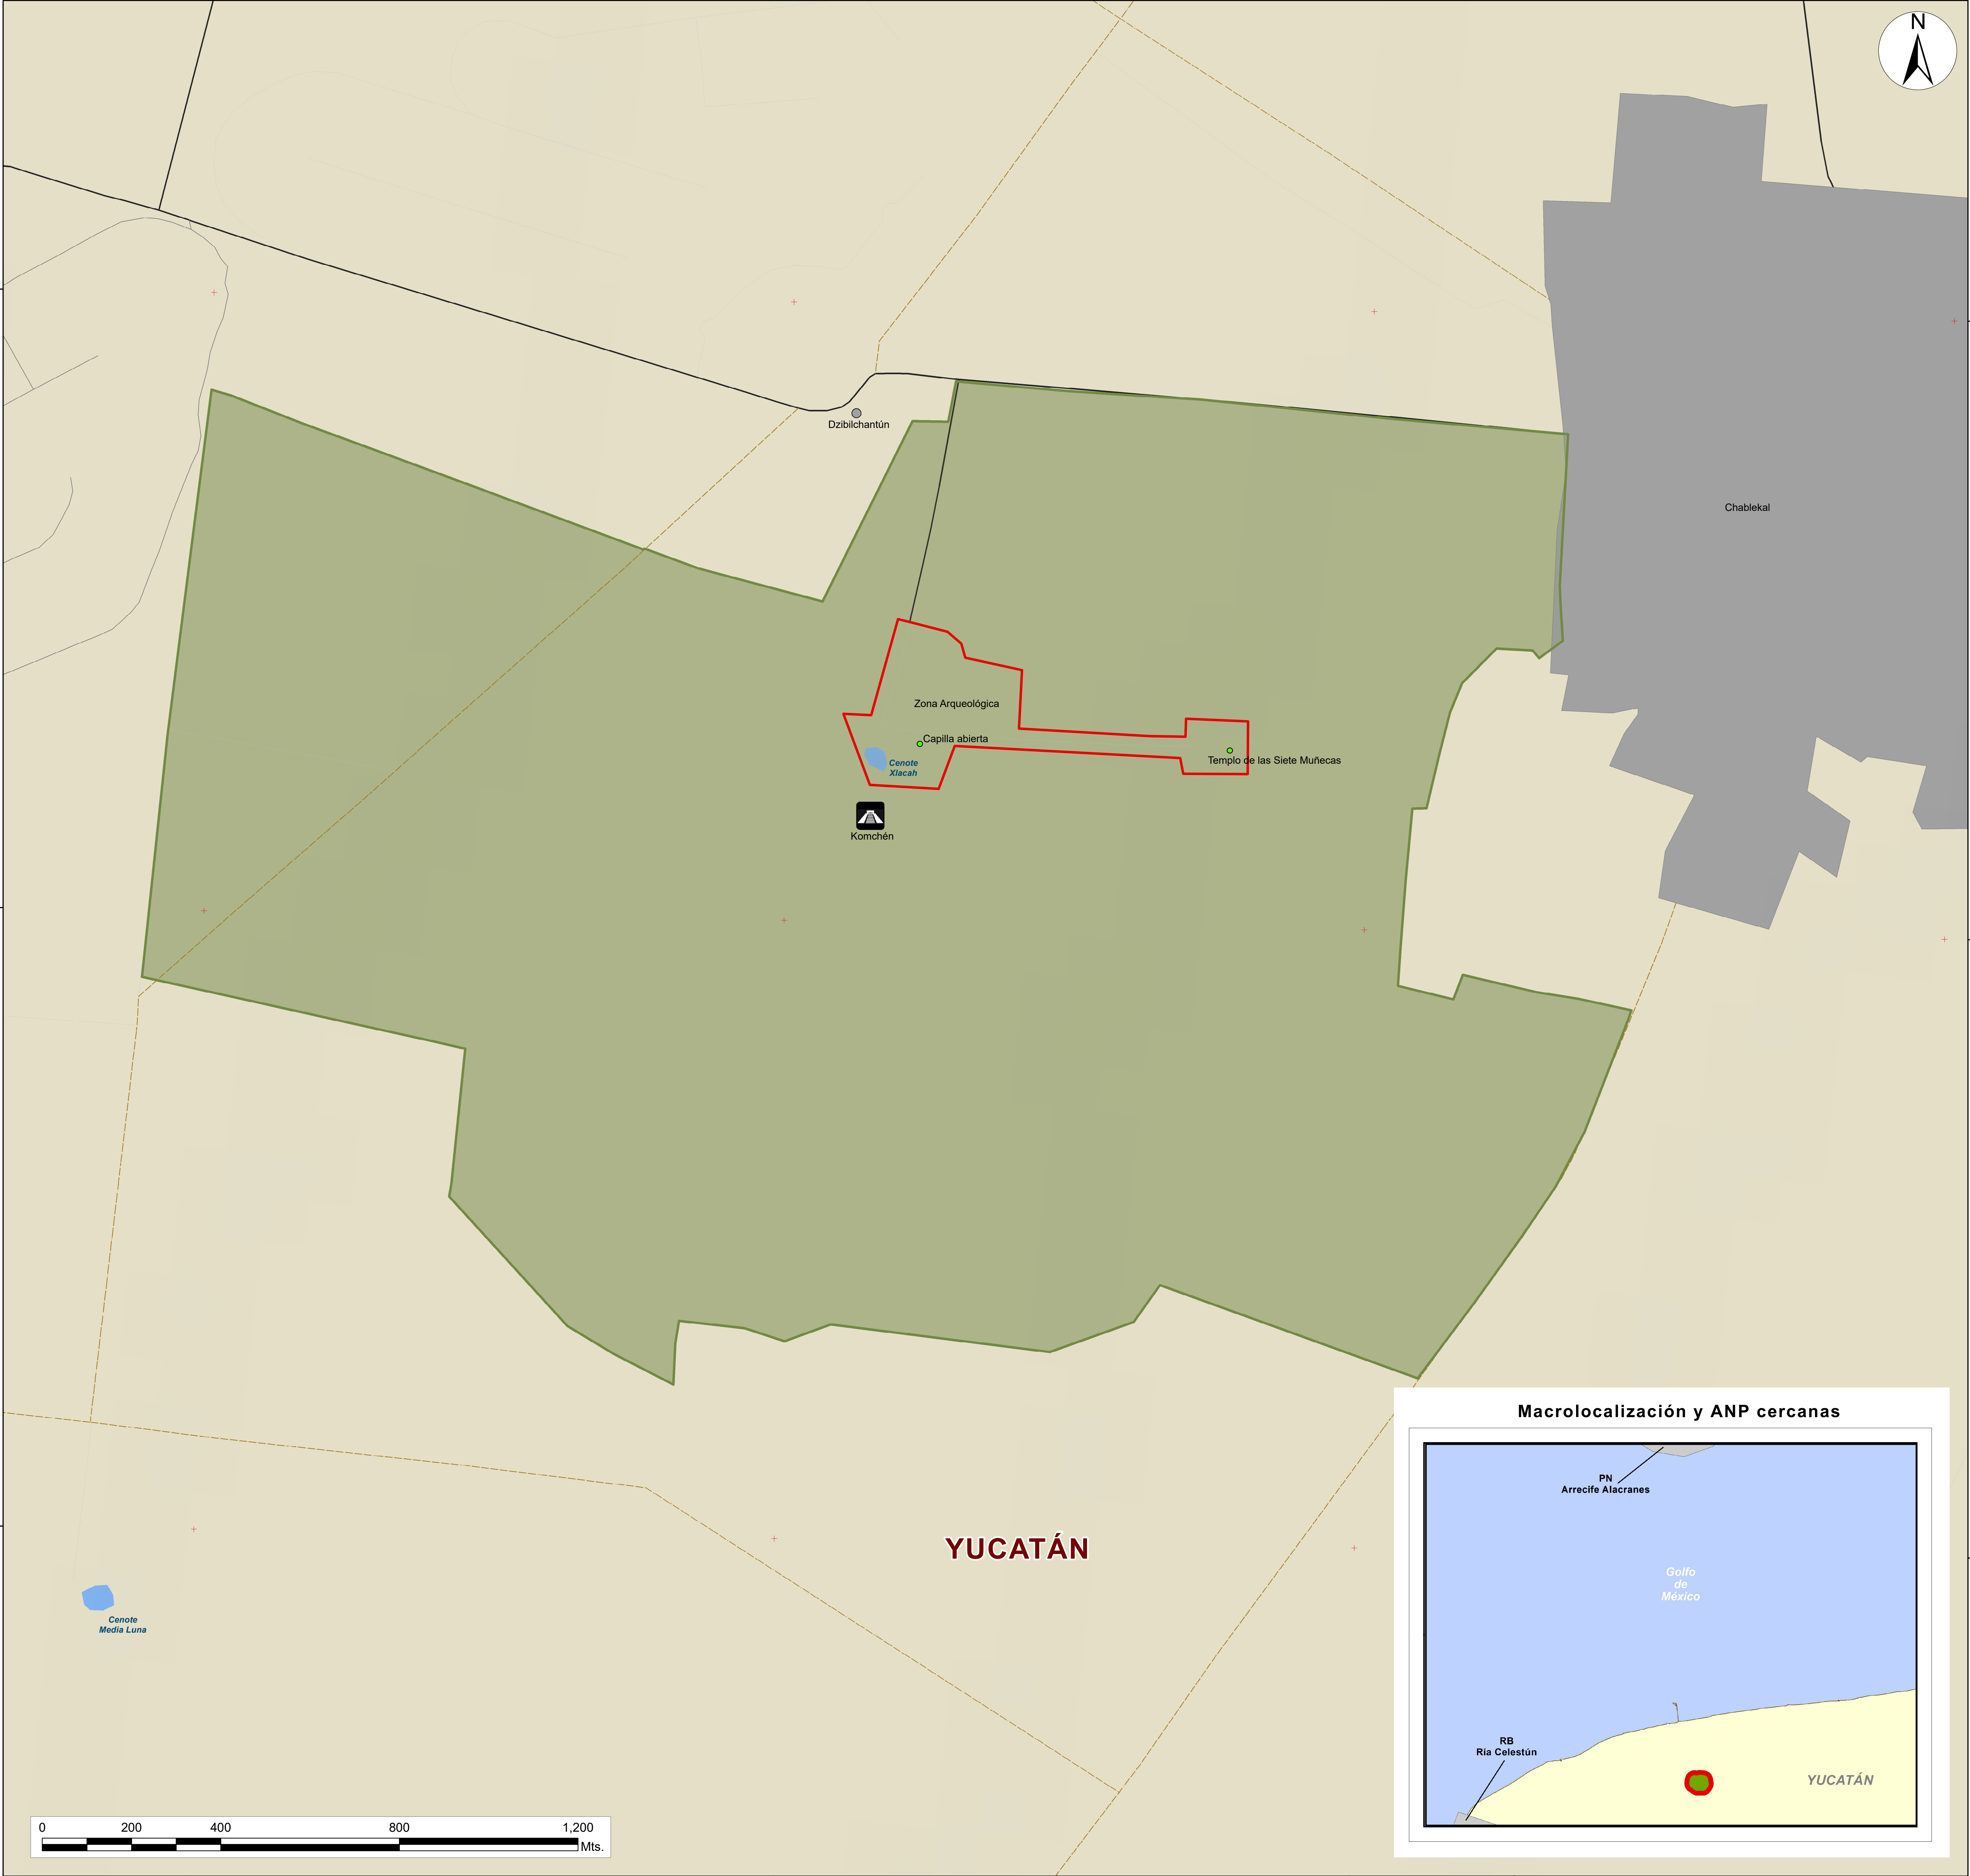 N
Dzibilchantún
Chablekal
Zona Arqueológica
Capilla abierta
Cenote
Xlacah
Templo de las Siete Muñecas
Komchén
YUCATÁN
Cenote
Media Luna
0 200 400 800 1,200
Mts.
Macrolocalización y ANP cercanas
PN
Arrecife Alacranes
Golfo
de
México
RB
Ría Celestún
YUCATÁN